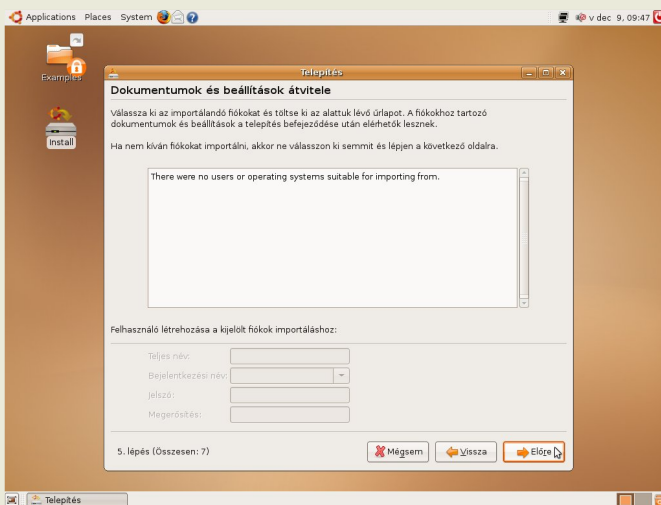 Applications Places System
v dec 9, 09:47
Examples
Install
Telepítés
Dokumentumok és beállítások átvitele
Válassza ki az importálandó fiókokat és töltse ki az alattuk lévő űrlapot. A fiókokhoz tartozó
dokumentumok és beállítások a telepítés befejeződése után elérhetők lesznek.
Ha nem kíván fiókokat importálni, akkor ne válasszon ki semmit és lépjen a következő oldalra.
There were no users or operating systems suitable for importing from.
Felhasználó létrehozása a kijelölt fiókok importáláshoz:
Teljes név:
Bejelentkezési név:
Jelszó:
Megerősítés:
5. lépés (Összesen: 7)
Mégsem
Vissza
Előre
Telepítés